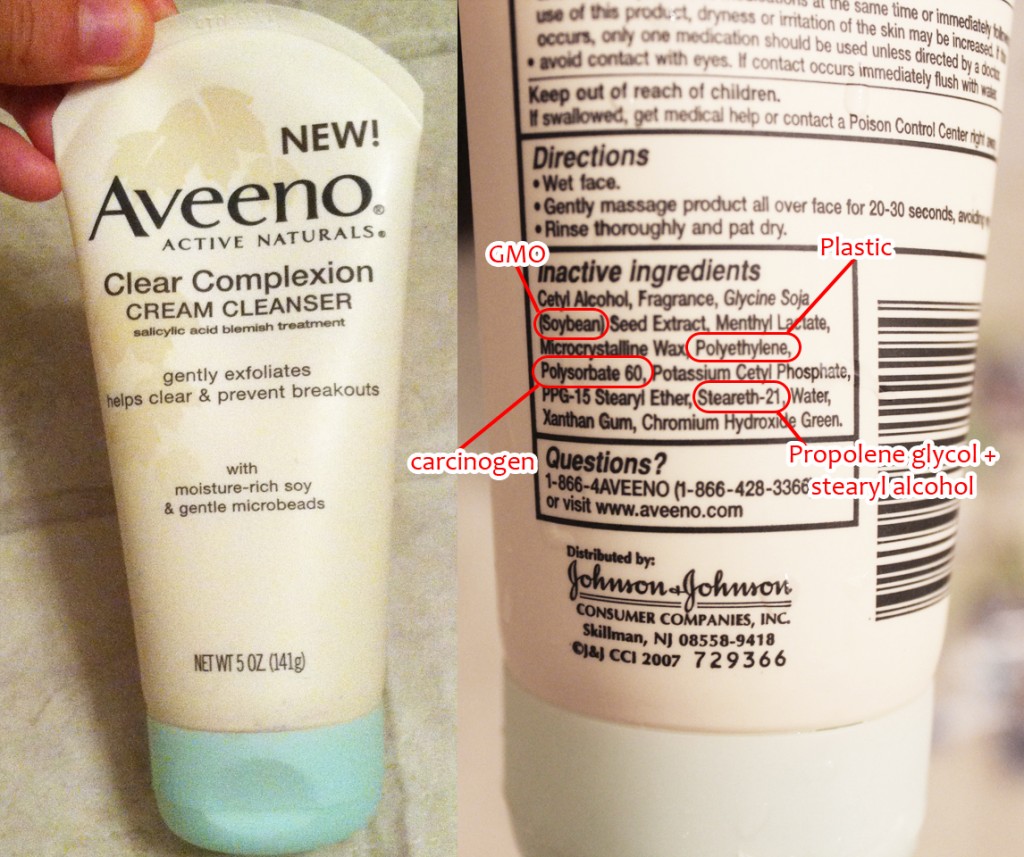 NEW!
Aveeno®
ACTIVE NATURALS®
Clear Complexion
CREAM CLEANSER
salicylic acid blemish treatment
gently exfoliates
helps clear & prevent breakouts
with
moisture-rich soy
& gentle microbeads
NET WT 5 OZ. (141g)
at the same time or immediately
use of this product, dryness or irritation of the skin may be increased. If
occurs, only one medication should be used unless directed by a doctor
• avoid contact with eyes. If contact occurs immediately flush with water
Keep out of reach of children.
If swallowed, get medical help or contact a Poison Control Center right
Directions
• Wet face.
• Gently massage product all over face for 20-30 seconds, avoiding
• Rinse thoroughly and pat dry.
GMO
Plastic
Inactive ingredients
Cetyl Alcohol, Fragrance, Glycine Soja
(Soybean) Seed Extract, Menthyl Lactate,
Microcrystalline Wax, Polyethylene,
Polysorbate 60, Potassium Cetyl Phosphate,
PPG-15 Stearyl Ether, Steareth-21, Water,
Xanthan Gum, Chromium Hydroxide Green.
carcinogen
Propolene glycol +
stearyl alcohol
Questions?
1-866-4AVEENO (1-866-428-3366
or visit www.aveeno.com
Distributed by:
Johnson & Johnson
CONSUMER COMPANIES, INC.
Skillman, NJ 08558-9418
©J&J CCI 2007 729366